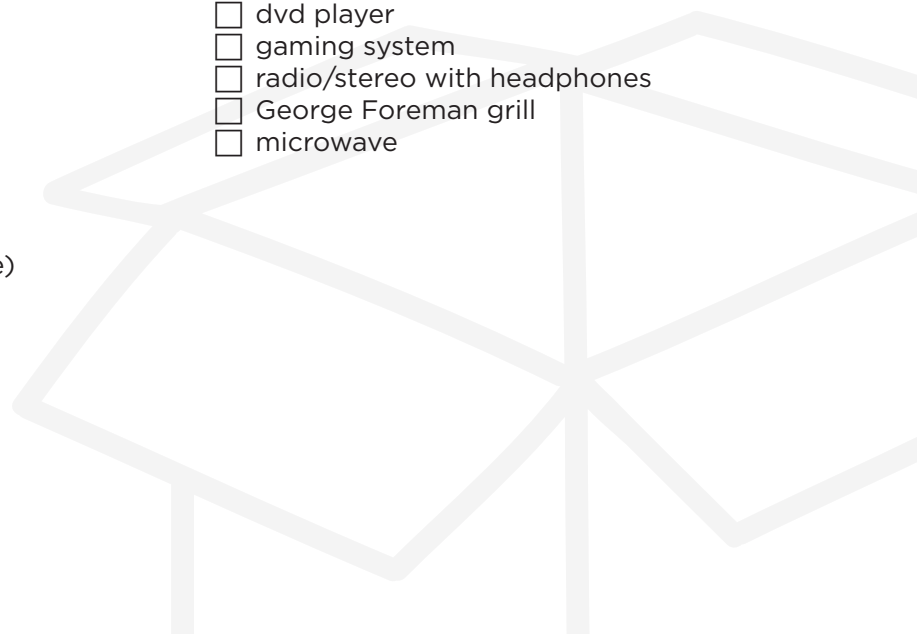 ☐ dvd player
☐ gaming system
☐ radio/stereo with headphones
☐ George Foreman grill
☐ microwave
e)